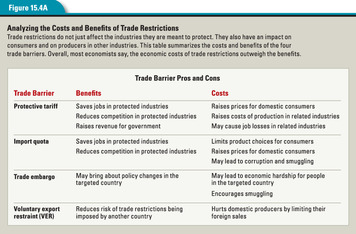 Figure 15.4A
Analyzing the Costs and Benefits of Trade Restrictions
Trade restrictions do not just affect the industries they are meant to protect. They also have an impact on
consumers and on producers in other industries. This table summarizes the costs and benefits of the four
trade barriers. Overall, most economists say, the economic costs of trade restrictions outweigh the benefits.
Trade Barrier Pros and Cons
Trade Barrier Benefits Costs
Protective tariff Saves jobs in protected industries Raises prices for domestic consumers
Reduces competition in protected industries Raises costs of production in related industries
Raises revenue for government May cause job losses in related industries
Import quota Saves jobs in protected industries Limits product choices for consumers
Reduces competition in protected industries Raises prices for domestic consumers
May lead to corruption and smuggling
Trade embargo May bring about policy changes in the May lead to economic hardship for people
targeted country in the targeted country
Encourages smuggling
Voluntary export Reduces risk of trade restrictions being Hurts domestic producers by limiting their
restraint (VER) imposed by another country foreign sales